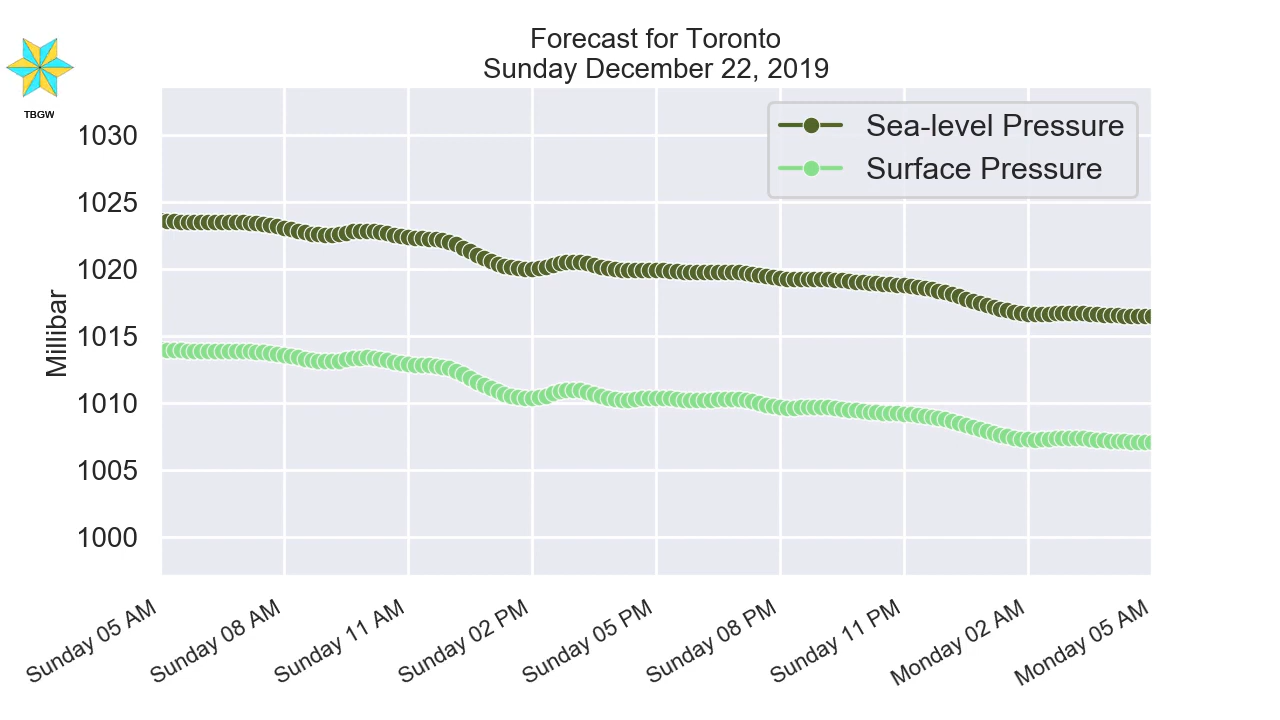 Forecast for Toronto
Sunday December 22, 2019
TBGW
Sea-level Pressure
Surface Pressure
Millibar
1030
1025
1020
1015
1010
1005
1000
Sunday 05 AM
Sunday 08 AM
Sunday 11 AM
Sunday 02 PM
Sunday 05 PM
Sunday 08 PM
Sunday 11 PM
Monday 02 AM
Monday 05 AM